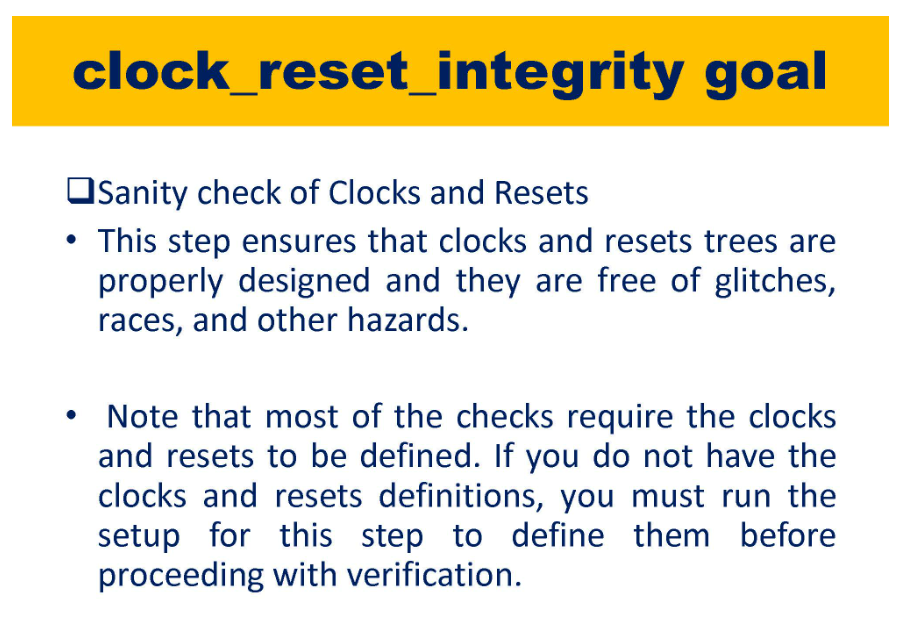 clock_reset_integrity goal
❑Sanity check of Clocks and Resets
• This step ensures that clocks and resets trees are
properly designed and they are free of glitches,
races, and other hazards.
• Note that most of the checks require the clocks
and resets to be defined. If you do not have the
clocks and resets definitions, you must run the
setup for this step to define them before
proceeding with verification.